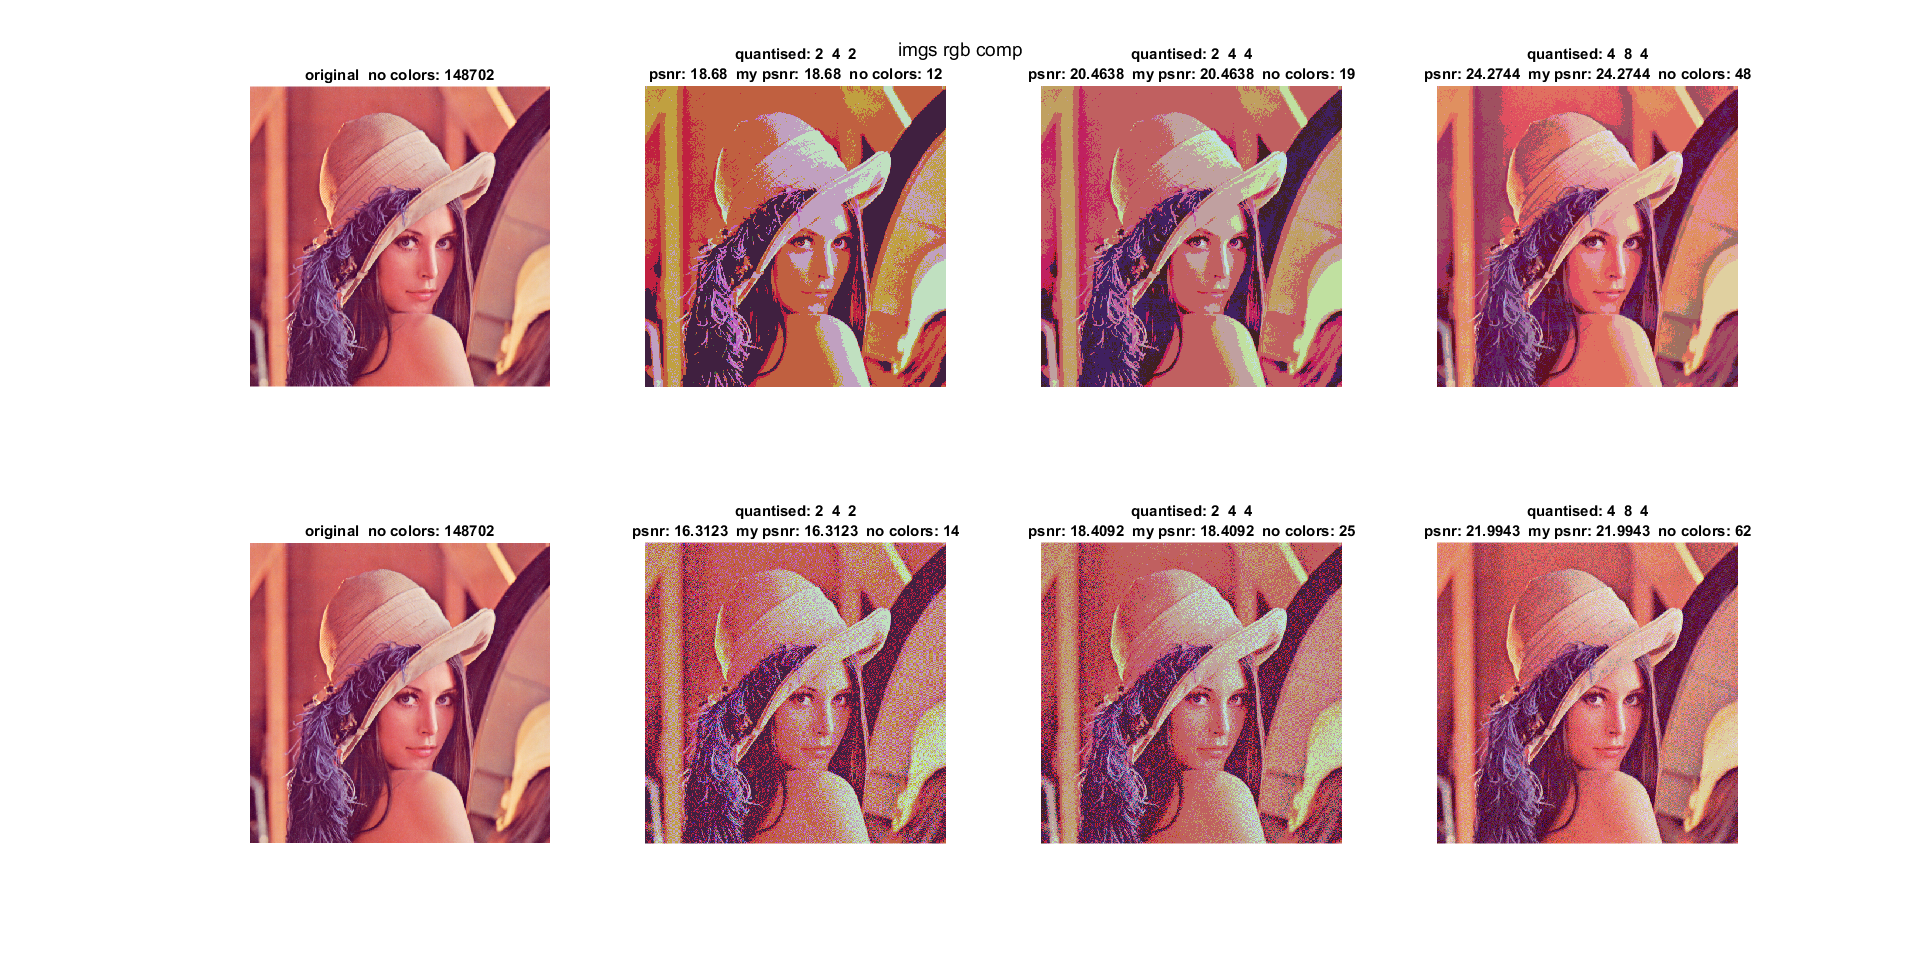 imgs rgb comp
original  no colors: 148702
quantised: 2  4  2
psnr: 18.68  my psnr: 18.68  no colors: 12
quantised: 2  4  4
psnr: 20.4638  my psnr: 20.4638  no colors: 19
quantised: 4  8  4
psnr: 24.2744  my psnr: 24.2744  no colors: 48
original  no colors: 148702
quantised: 2  4  2
psnr: 16.3123  my psnr: 16.3123  no colors: 14
quantised: 2  4  4
psnr: 18.4092  my psnr: 18.4092  no colors: 25
quantised: 4  8  4
psnr: 21.9943  my psnr: 21.9943  no colors: 62